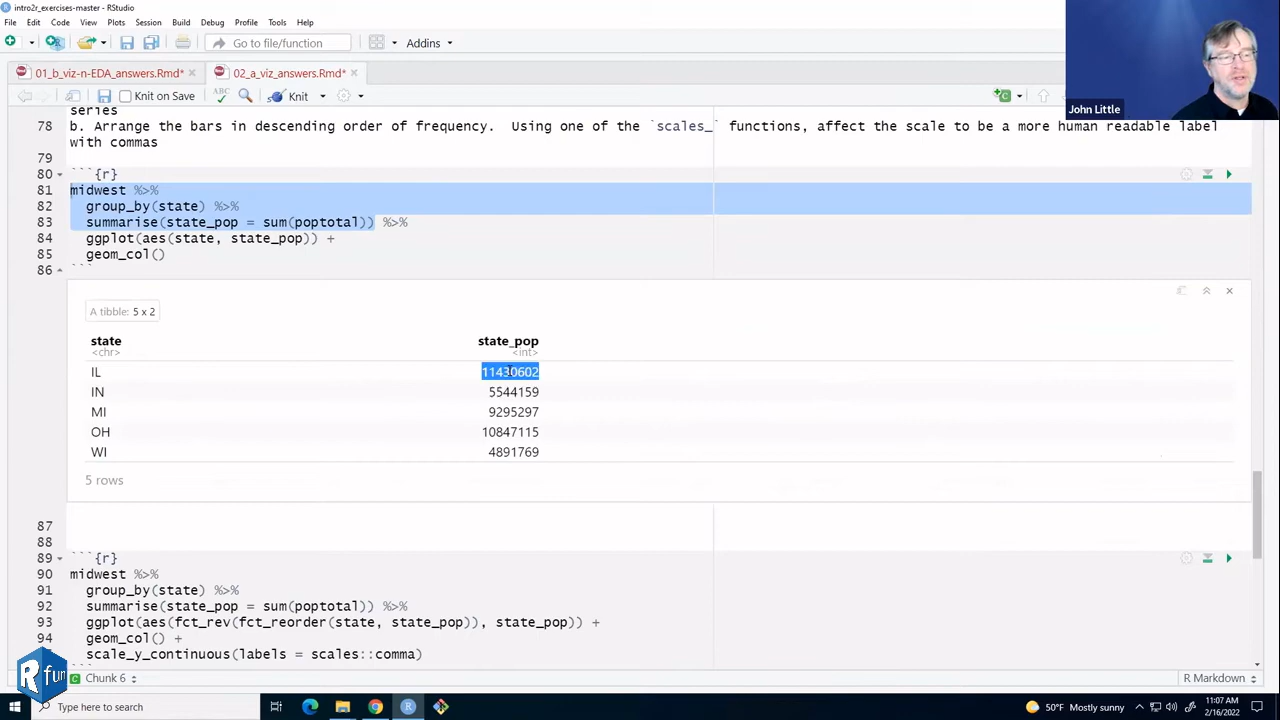 intro2r_exercises-master - RStudio
File Edit Code View Plots Session Build Debug Profile Tools Help
Go to file/function Addins
01_b_viz-n-EDA_answers.Rmd* 02_a_viz_answers.Rmd*
Knit on Save Knit
series
78 b. Arrange the bars in descending order of frequency. Using one of the `scales_` functions, affect the scale to be a more human readable label
with commas
79
80 ```{r}
81 midwest %>%
82 group_by(state) %>%
83 summarise(state_pop = sum(poptotal)) %>%
84 ggplot(aes(state, state_pop)) +
85 geom_col()
86 ```
A tibble: 5 x 2
state state_pop
<chr> <int>
IL 11430602
IN 5544159
MI 9295297
OH 10847115
WI 4891769
5 rows
87
88
89 ```{r}
90 midwest %>%
91 group_by(state) %>%
92 summarise(state_pop = sum(poptotal)) %>%
93 ggplot(aes(fct_rev(fct_reorder(state, state_pop)), state_pop)) +
94 geom_col() +
scale_y_continuous(labels = scales::comma)
Chunk 6 R Markdown
John Little
R fun
Type here to search
50°F Mostly sunny
11:07 AM
2/16/2022